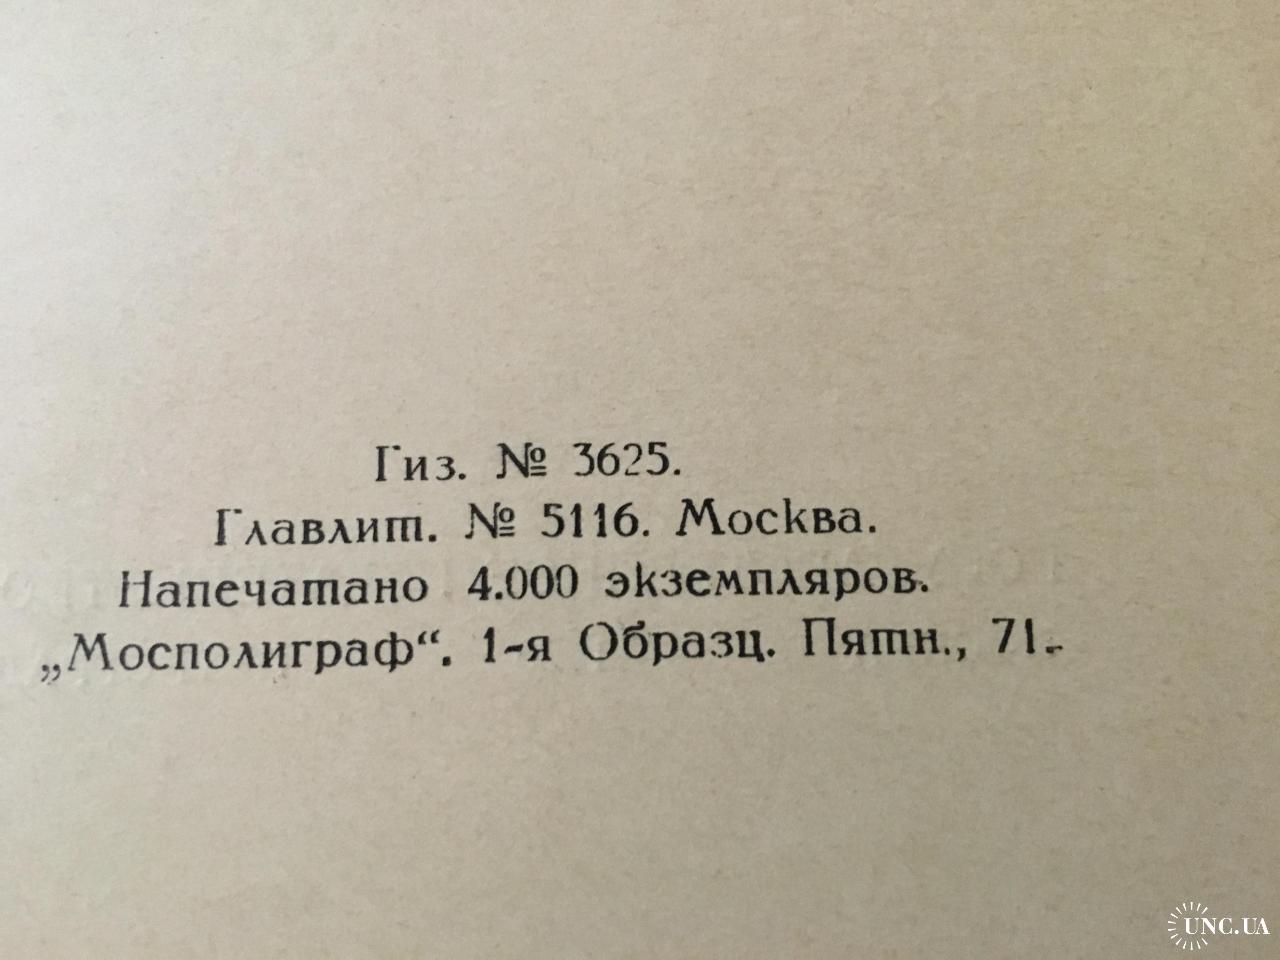 Гиз. № 3625.
Главлит. № 5116. Москва.
Напечатано 4.000 экземпляров.
„Мосполиграф“. 1-я Образц. Пятн., 71.
UNC.UA